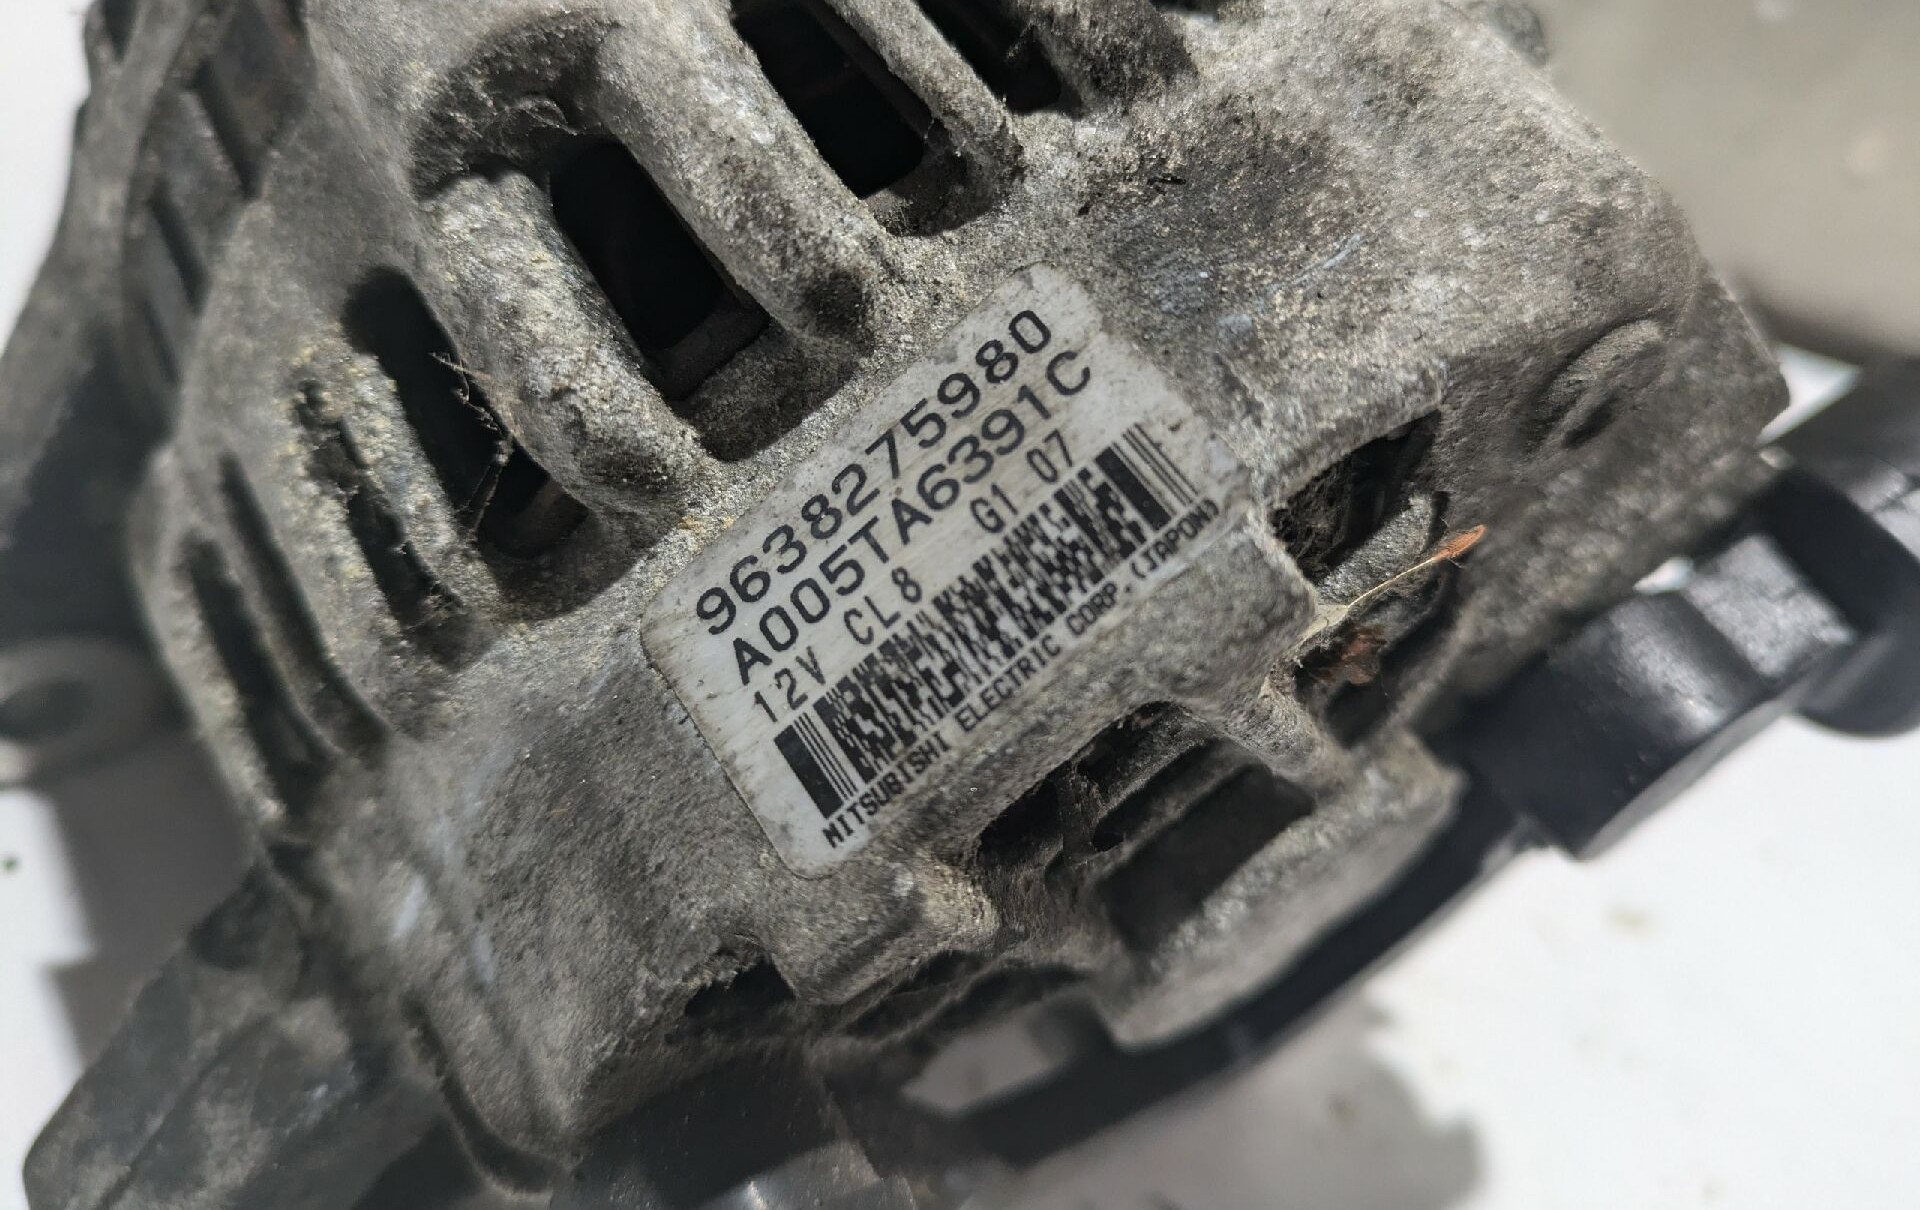 9638275980
A005TA6391C
12V CL8 G1 07
MITSUBISHI ELECTRIC CORP.(JAPON)